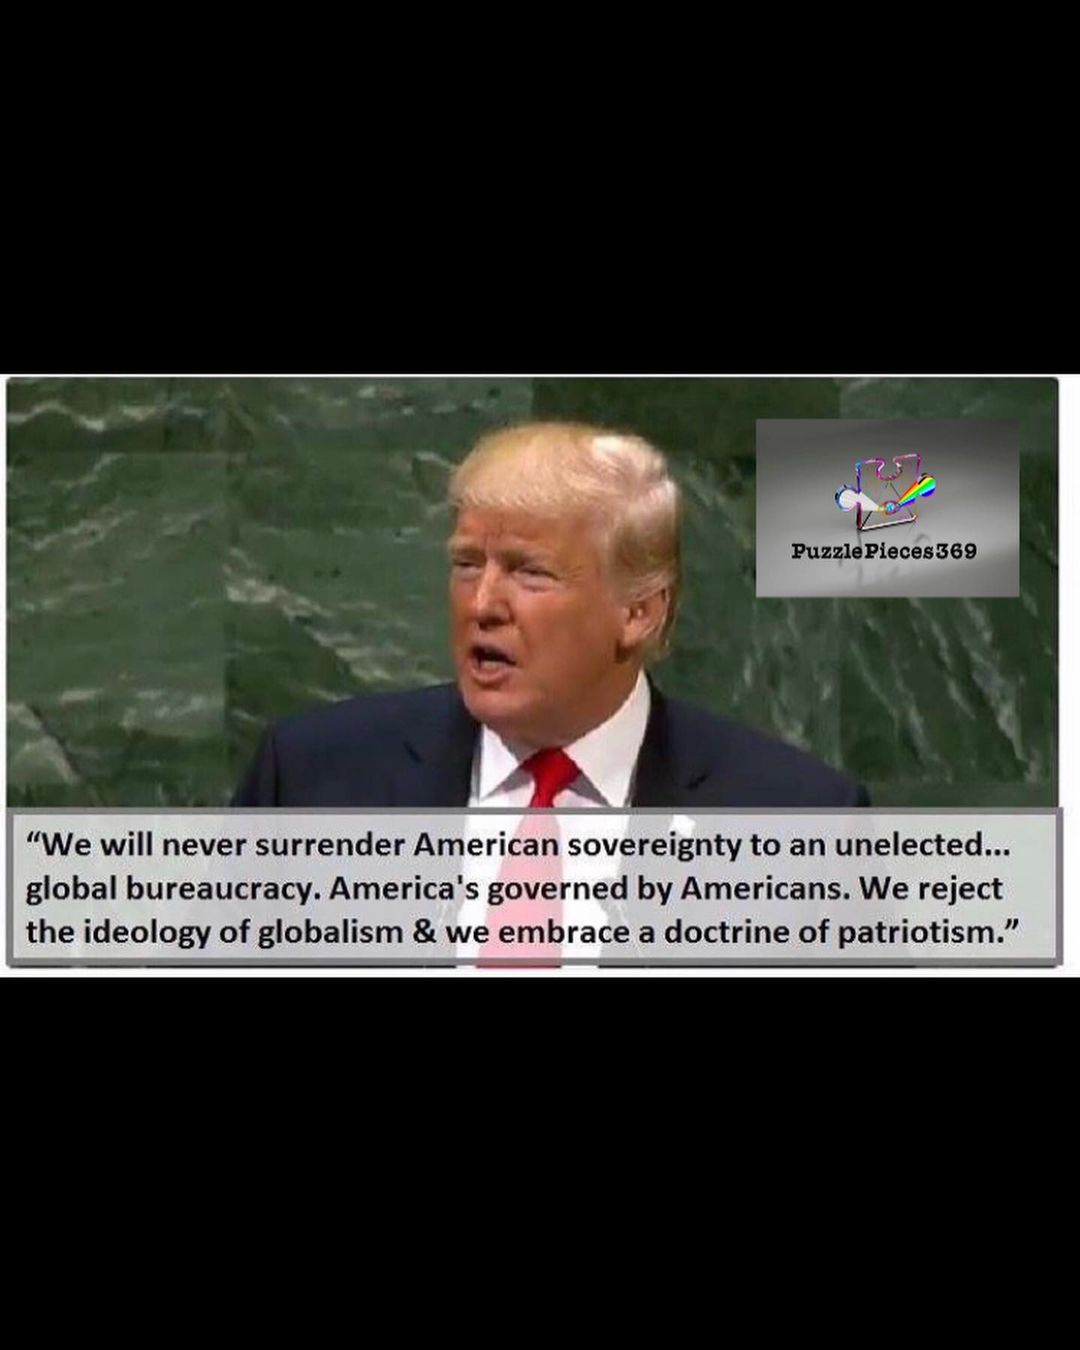 PuzzlePieces369
“We will never surrender American sovereignty to an unelected...
global bureaucracy. America's governed by Americans. We reject
the ideology of globalism & we embrace a doctrine of patriotism.”